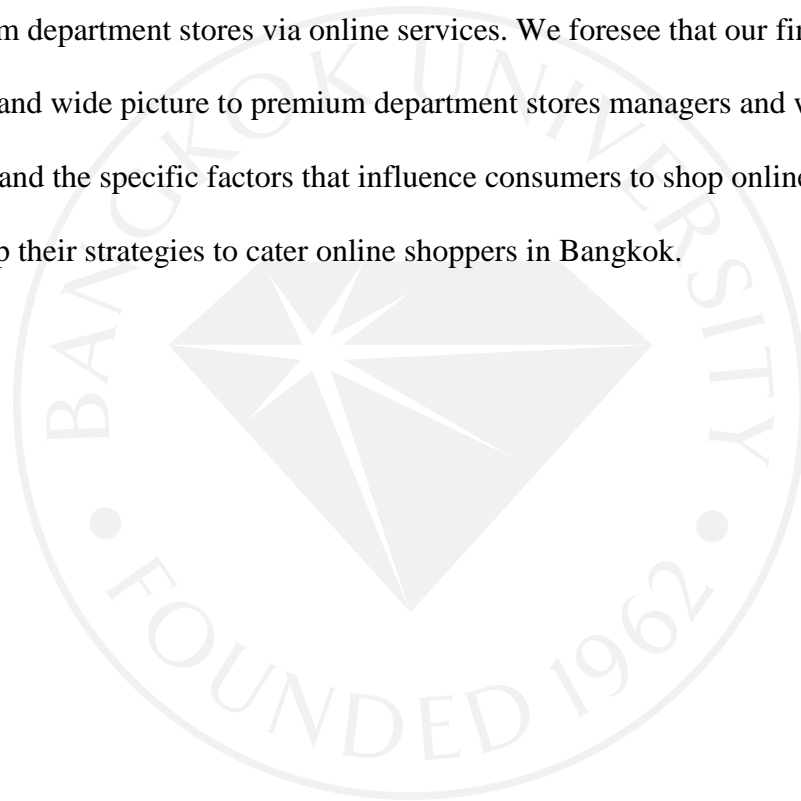 m department stores via online services. We foresee that our fin
and wide picture to premium department stores managers and w
and the specific factors that influence consumers to shop online
p their strategies to cater online shoppers in Bangkok.
BANGKOK UNIVERSITY
FOUNDED 1962